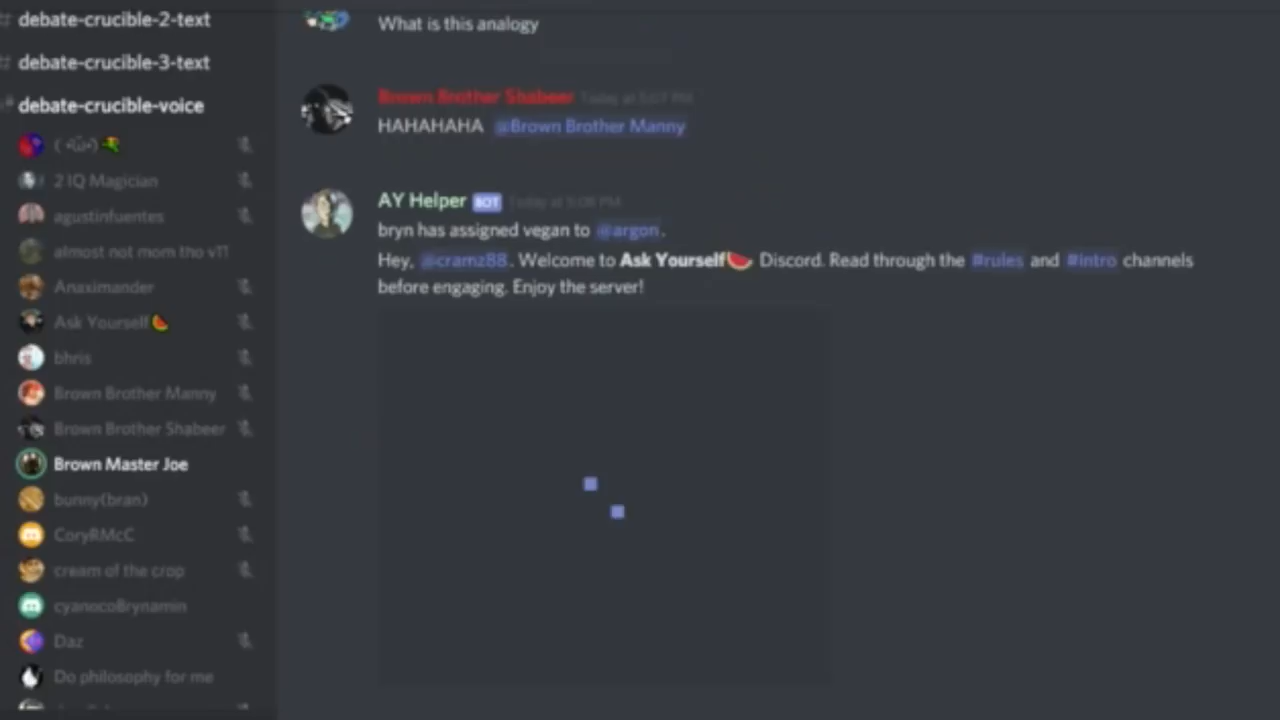 debate-crucible-2-text
debate-crucible-3-text
debate-crucible-voice
2 IQ Magician
agustinfuentes
almost not mom tho v11
Anaximander
Ask Yourself🍉
bhris
Brown Brother Manny
Brown Brother Shabeer
Brown Master Joe
bunny(bran)
CoryRMcC
cream of the crop
cyanocoBrynamin
Daz
Do philosophy for me
What is this analogy
Brown Brother Shabeer Today at 5:07 PM
HAHAHAHA @Brown Brother Manny
AY Helper BOT Today at 5:08 PM
bryn has assigned vegan to @argon.
Hey, @cramz88. Welcome to Ask Yourself🍉 Discord. Read through the #rules and #intro channels
before engaging. Enjoy the server!